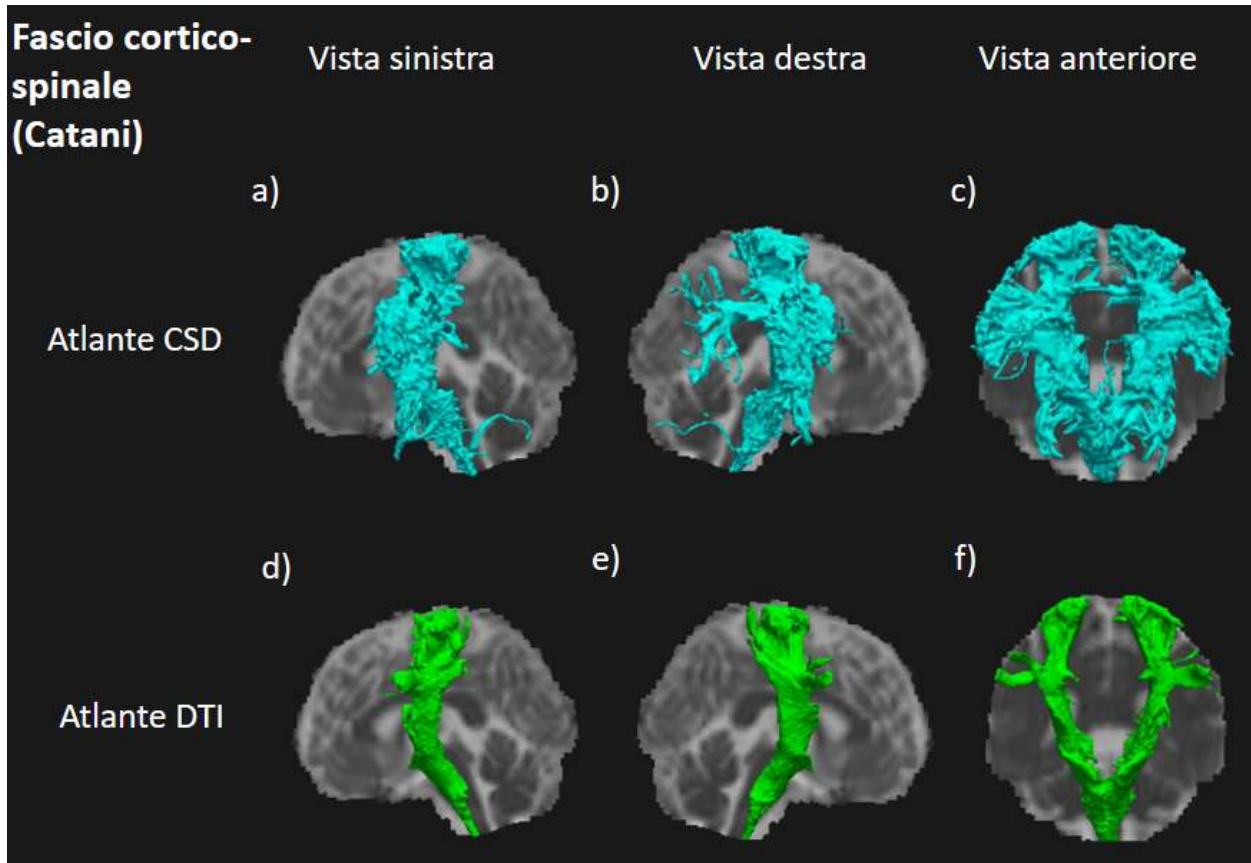 Fascio cortico-
spinale
(Catani)
Vista sinistra
Vista destra
Vista anteriore
a)
b)
c)
Atlante CSD
d)
e)
f)
Atlante DTI